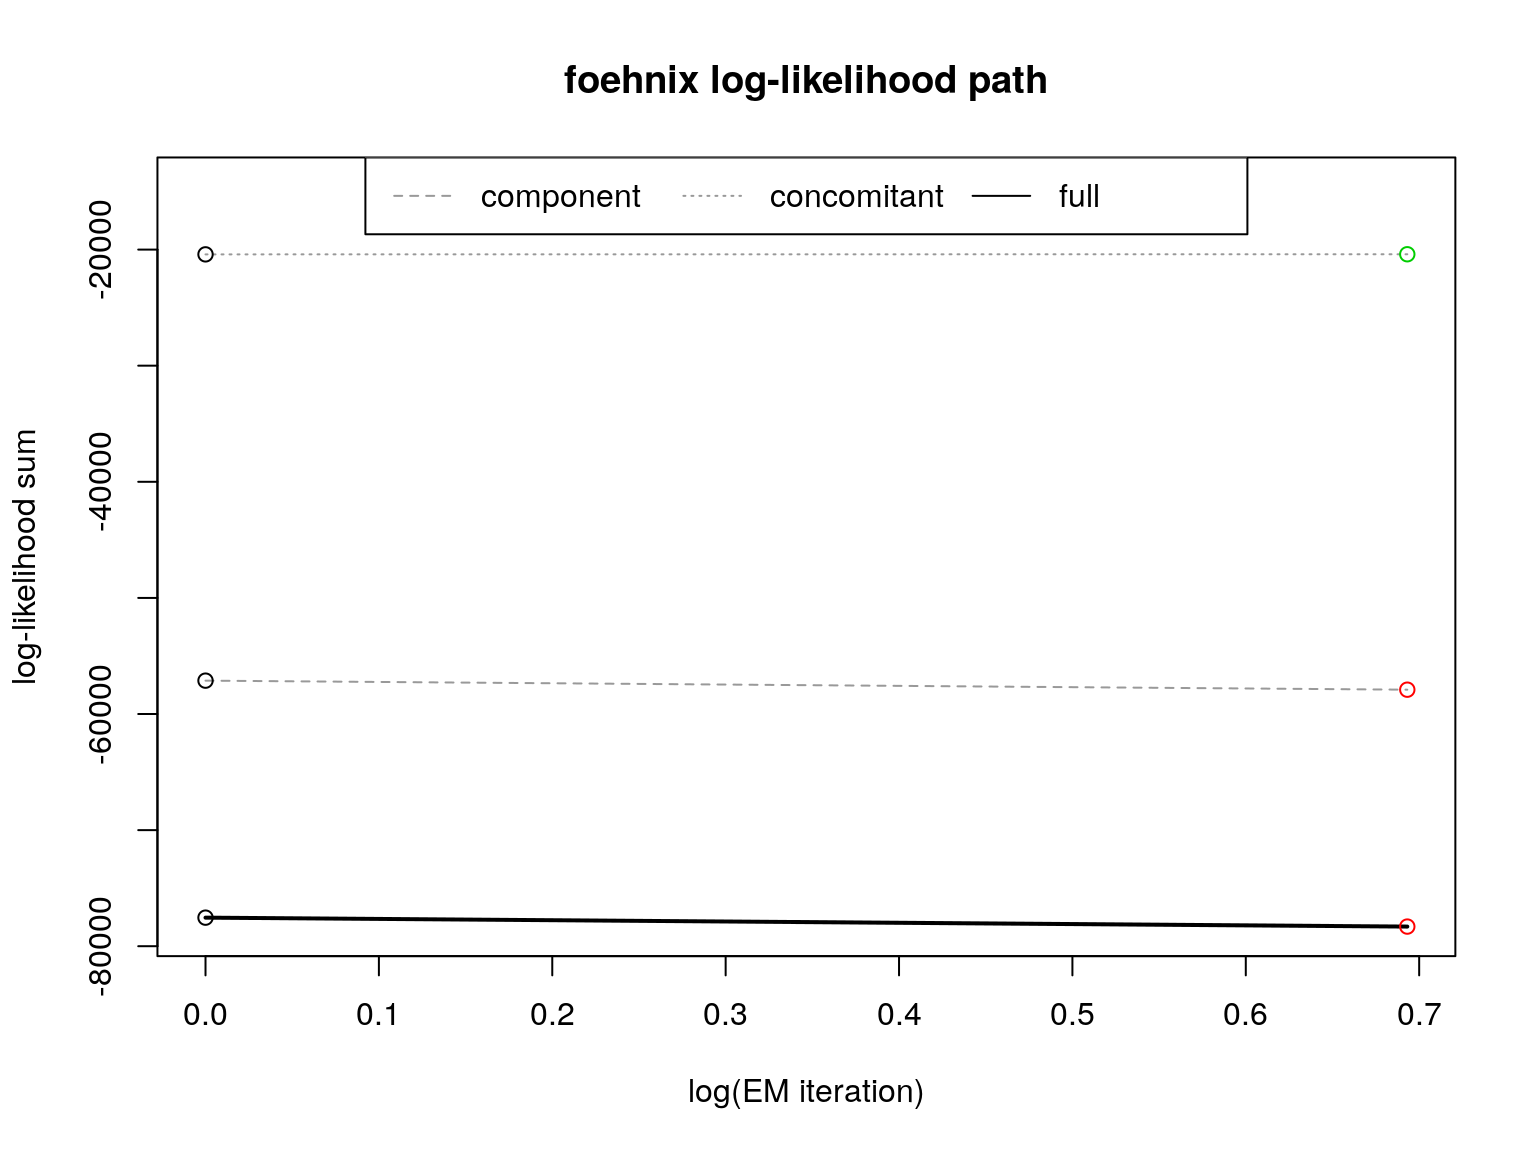 foehnix log-likelihood path
component concomitant full
log-likelihood sum
-20000
-40000
-60000
-80000
0.0 0.1 0.2 0.3 0.4 0.5 0.6 0.7
log(EM iteration)